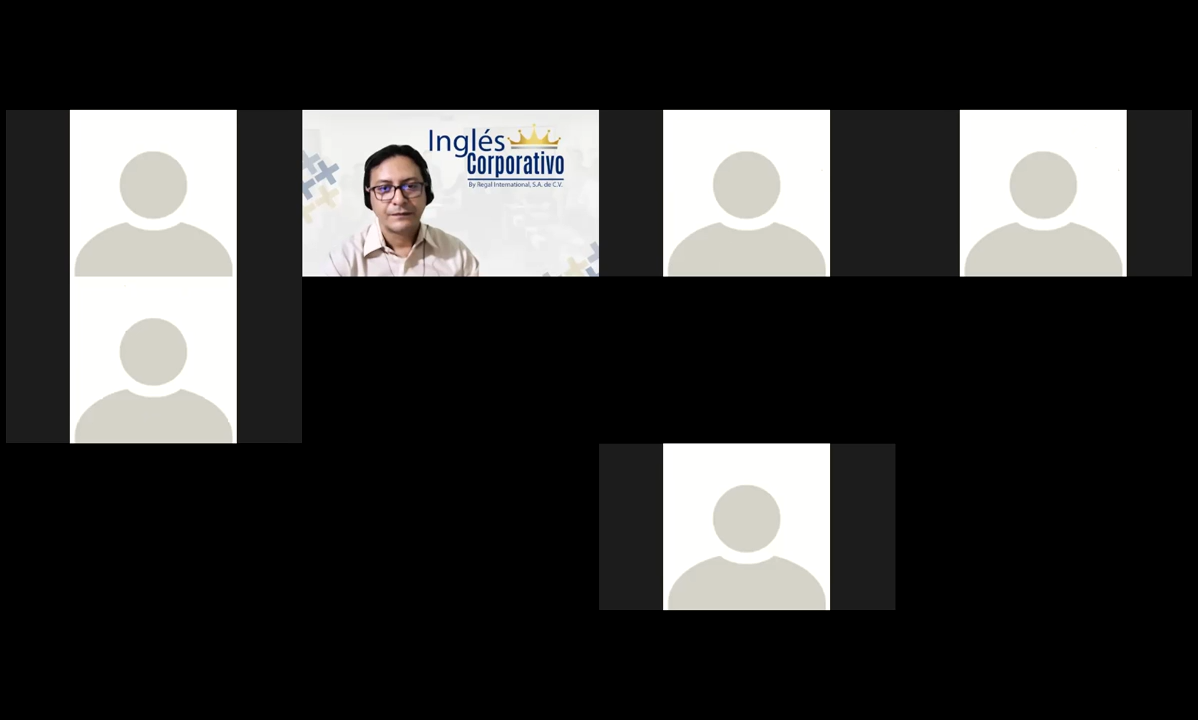 Inglés
Corporativo
By Regal International, S.A. de C.V.